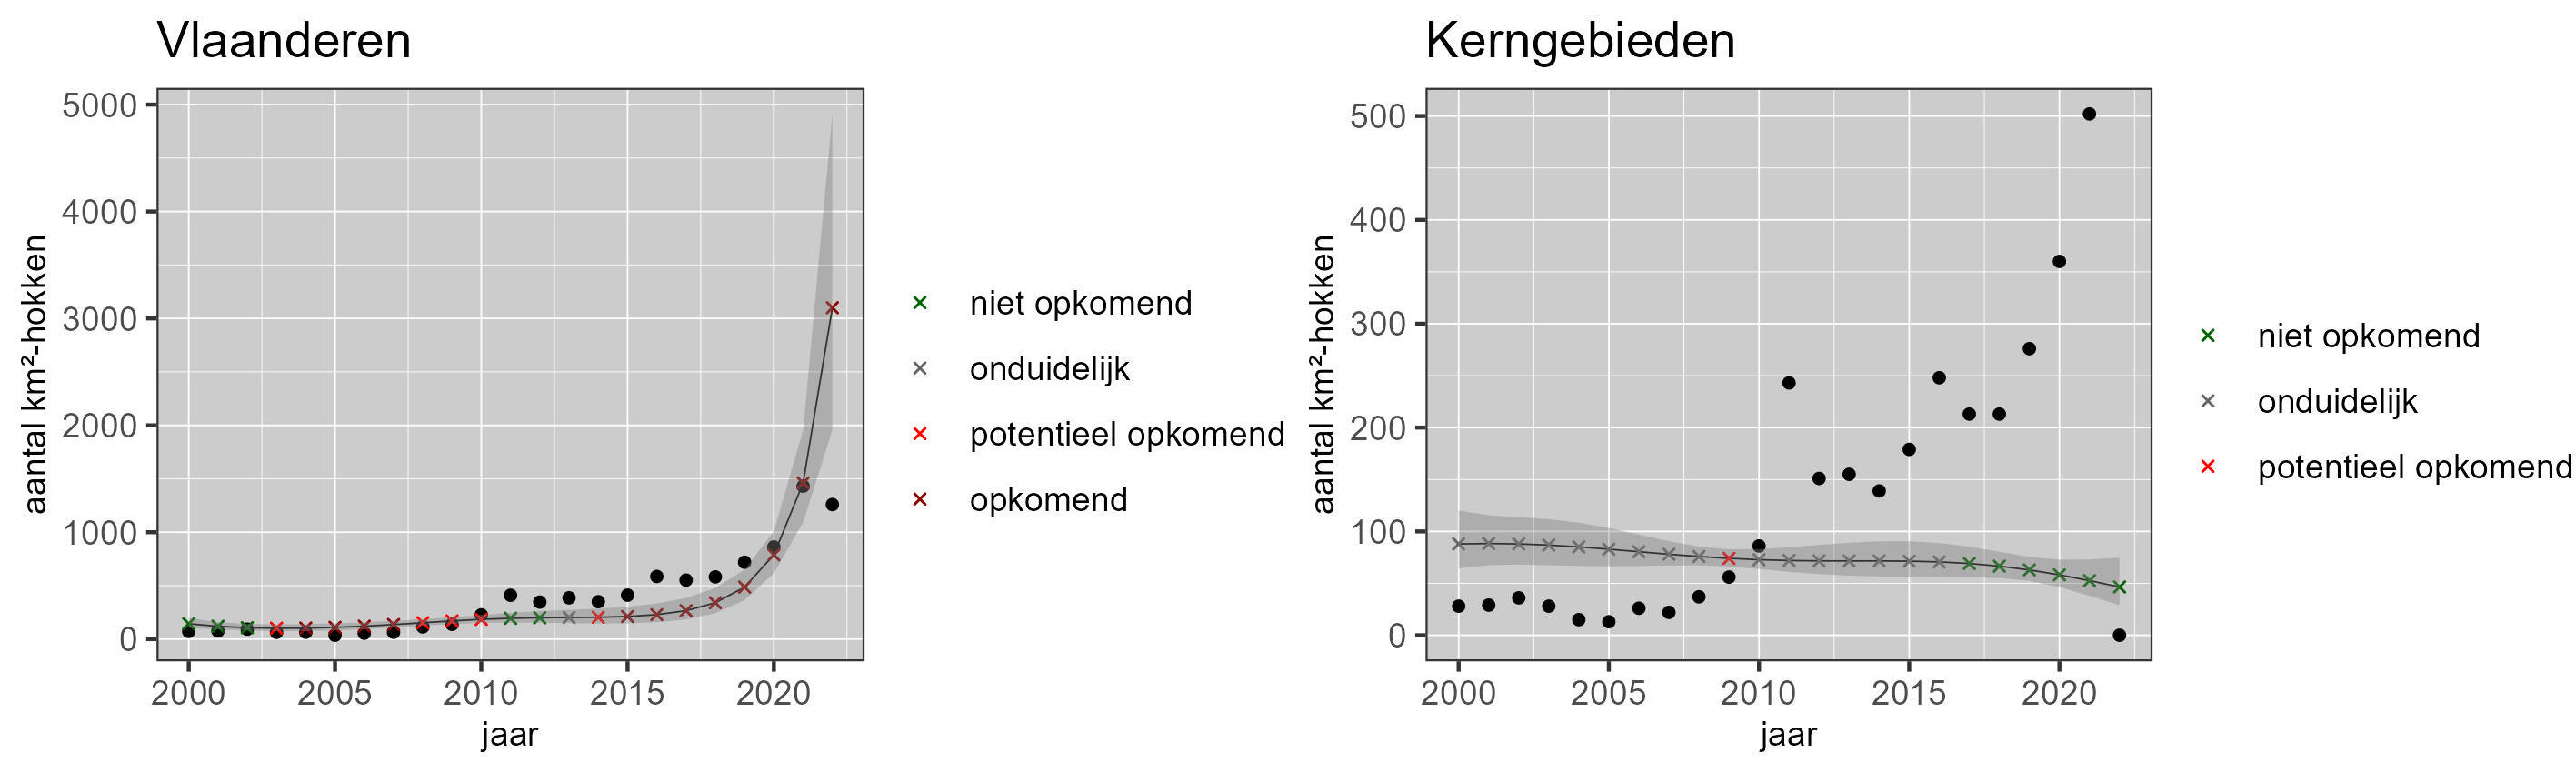 Vlaanderen
aantal km²-hokken
5000
4000
3000
2000
1000
0
2000 2005 2010 2015 2020
jaar
niet opkomend
onduidelijk
potentieel opkomend
opkomend
Kerngebieden
aantal km²-hokken
500
400
300
200
100
0
2000 2005 2010 2015 2020
jaar
niet opkomend
onduidelijk
potentieel opkomend